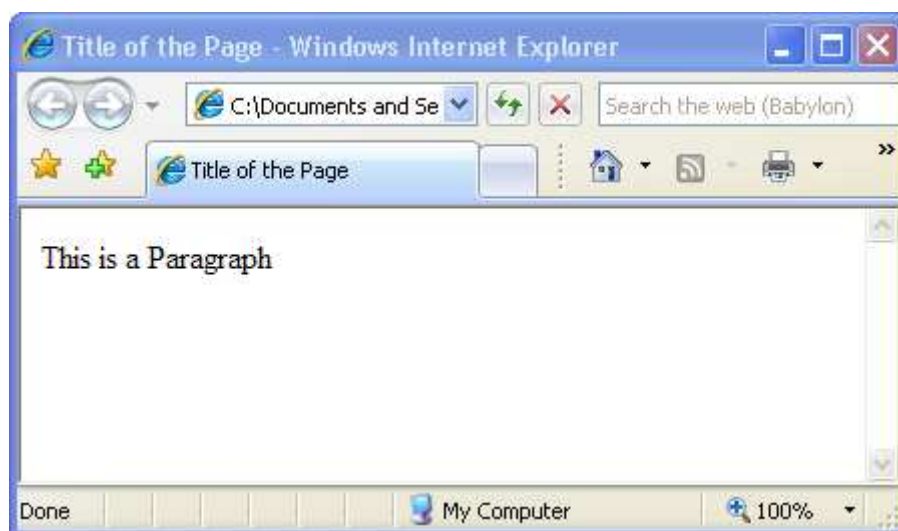 Title of the Page - Windows Internet Explorer
C:\Documents and Se
Search the web (Babylon)
Title of the Page
This is a Paragraph
Done My Computer 100%